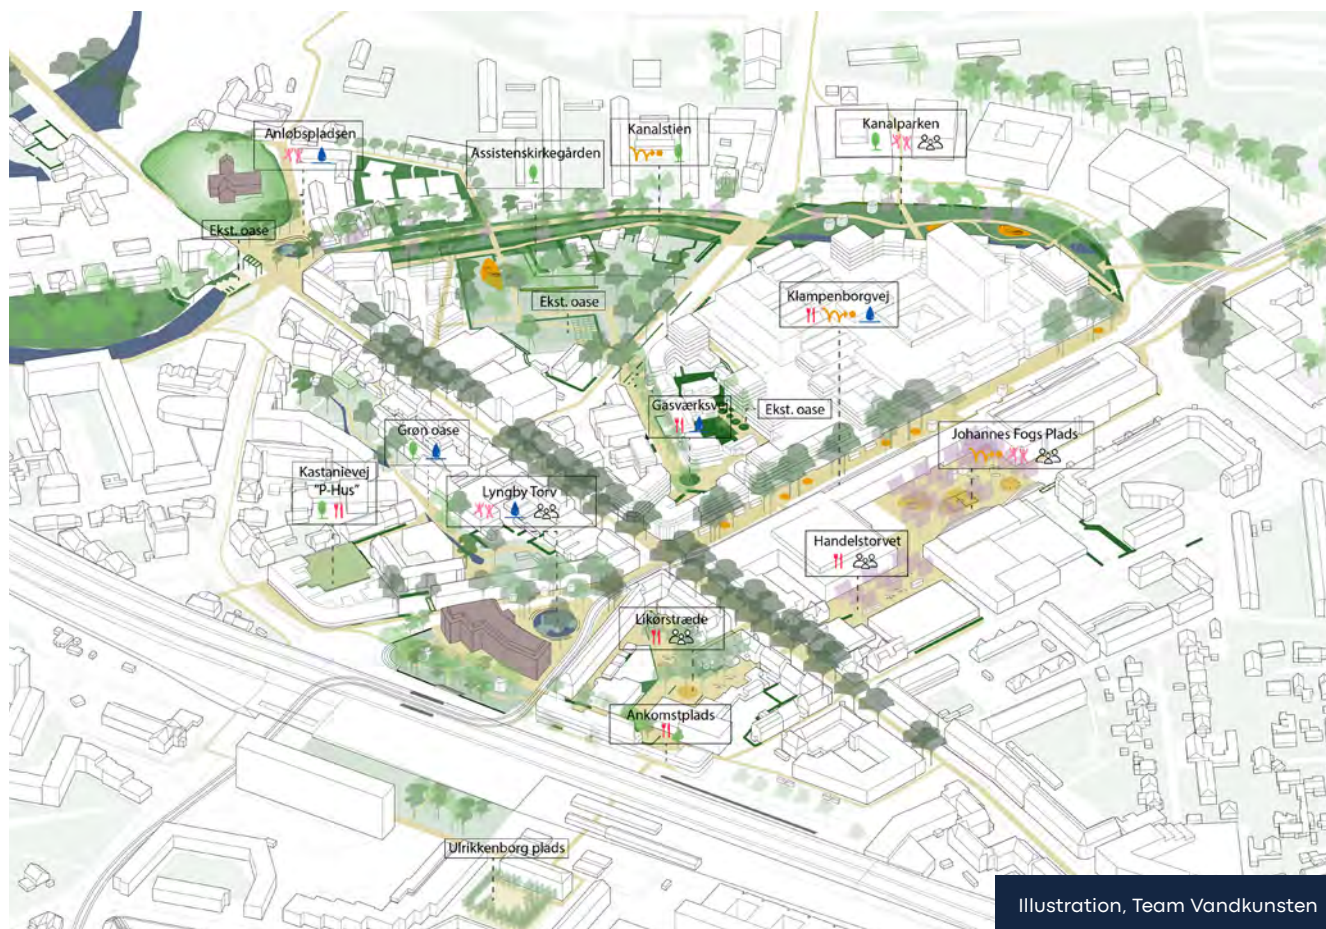 Anløbspladsen
Assistenskirkegården
Kanalstien
Kanalparken
Ekst. oase
Ekst. oase
Klampenborgvej
Gasværksvej
Ekst. oase
Grøn oase
Johannes Fogs Plads
Kastanievej
"P-Hus"
Lyngby Torv
Handelstorvet
Likørstræde
Ankomstplads
Ulrikkenborg plads
Illustration, Team Vandkunsten